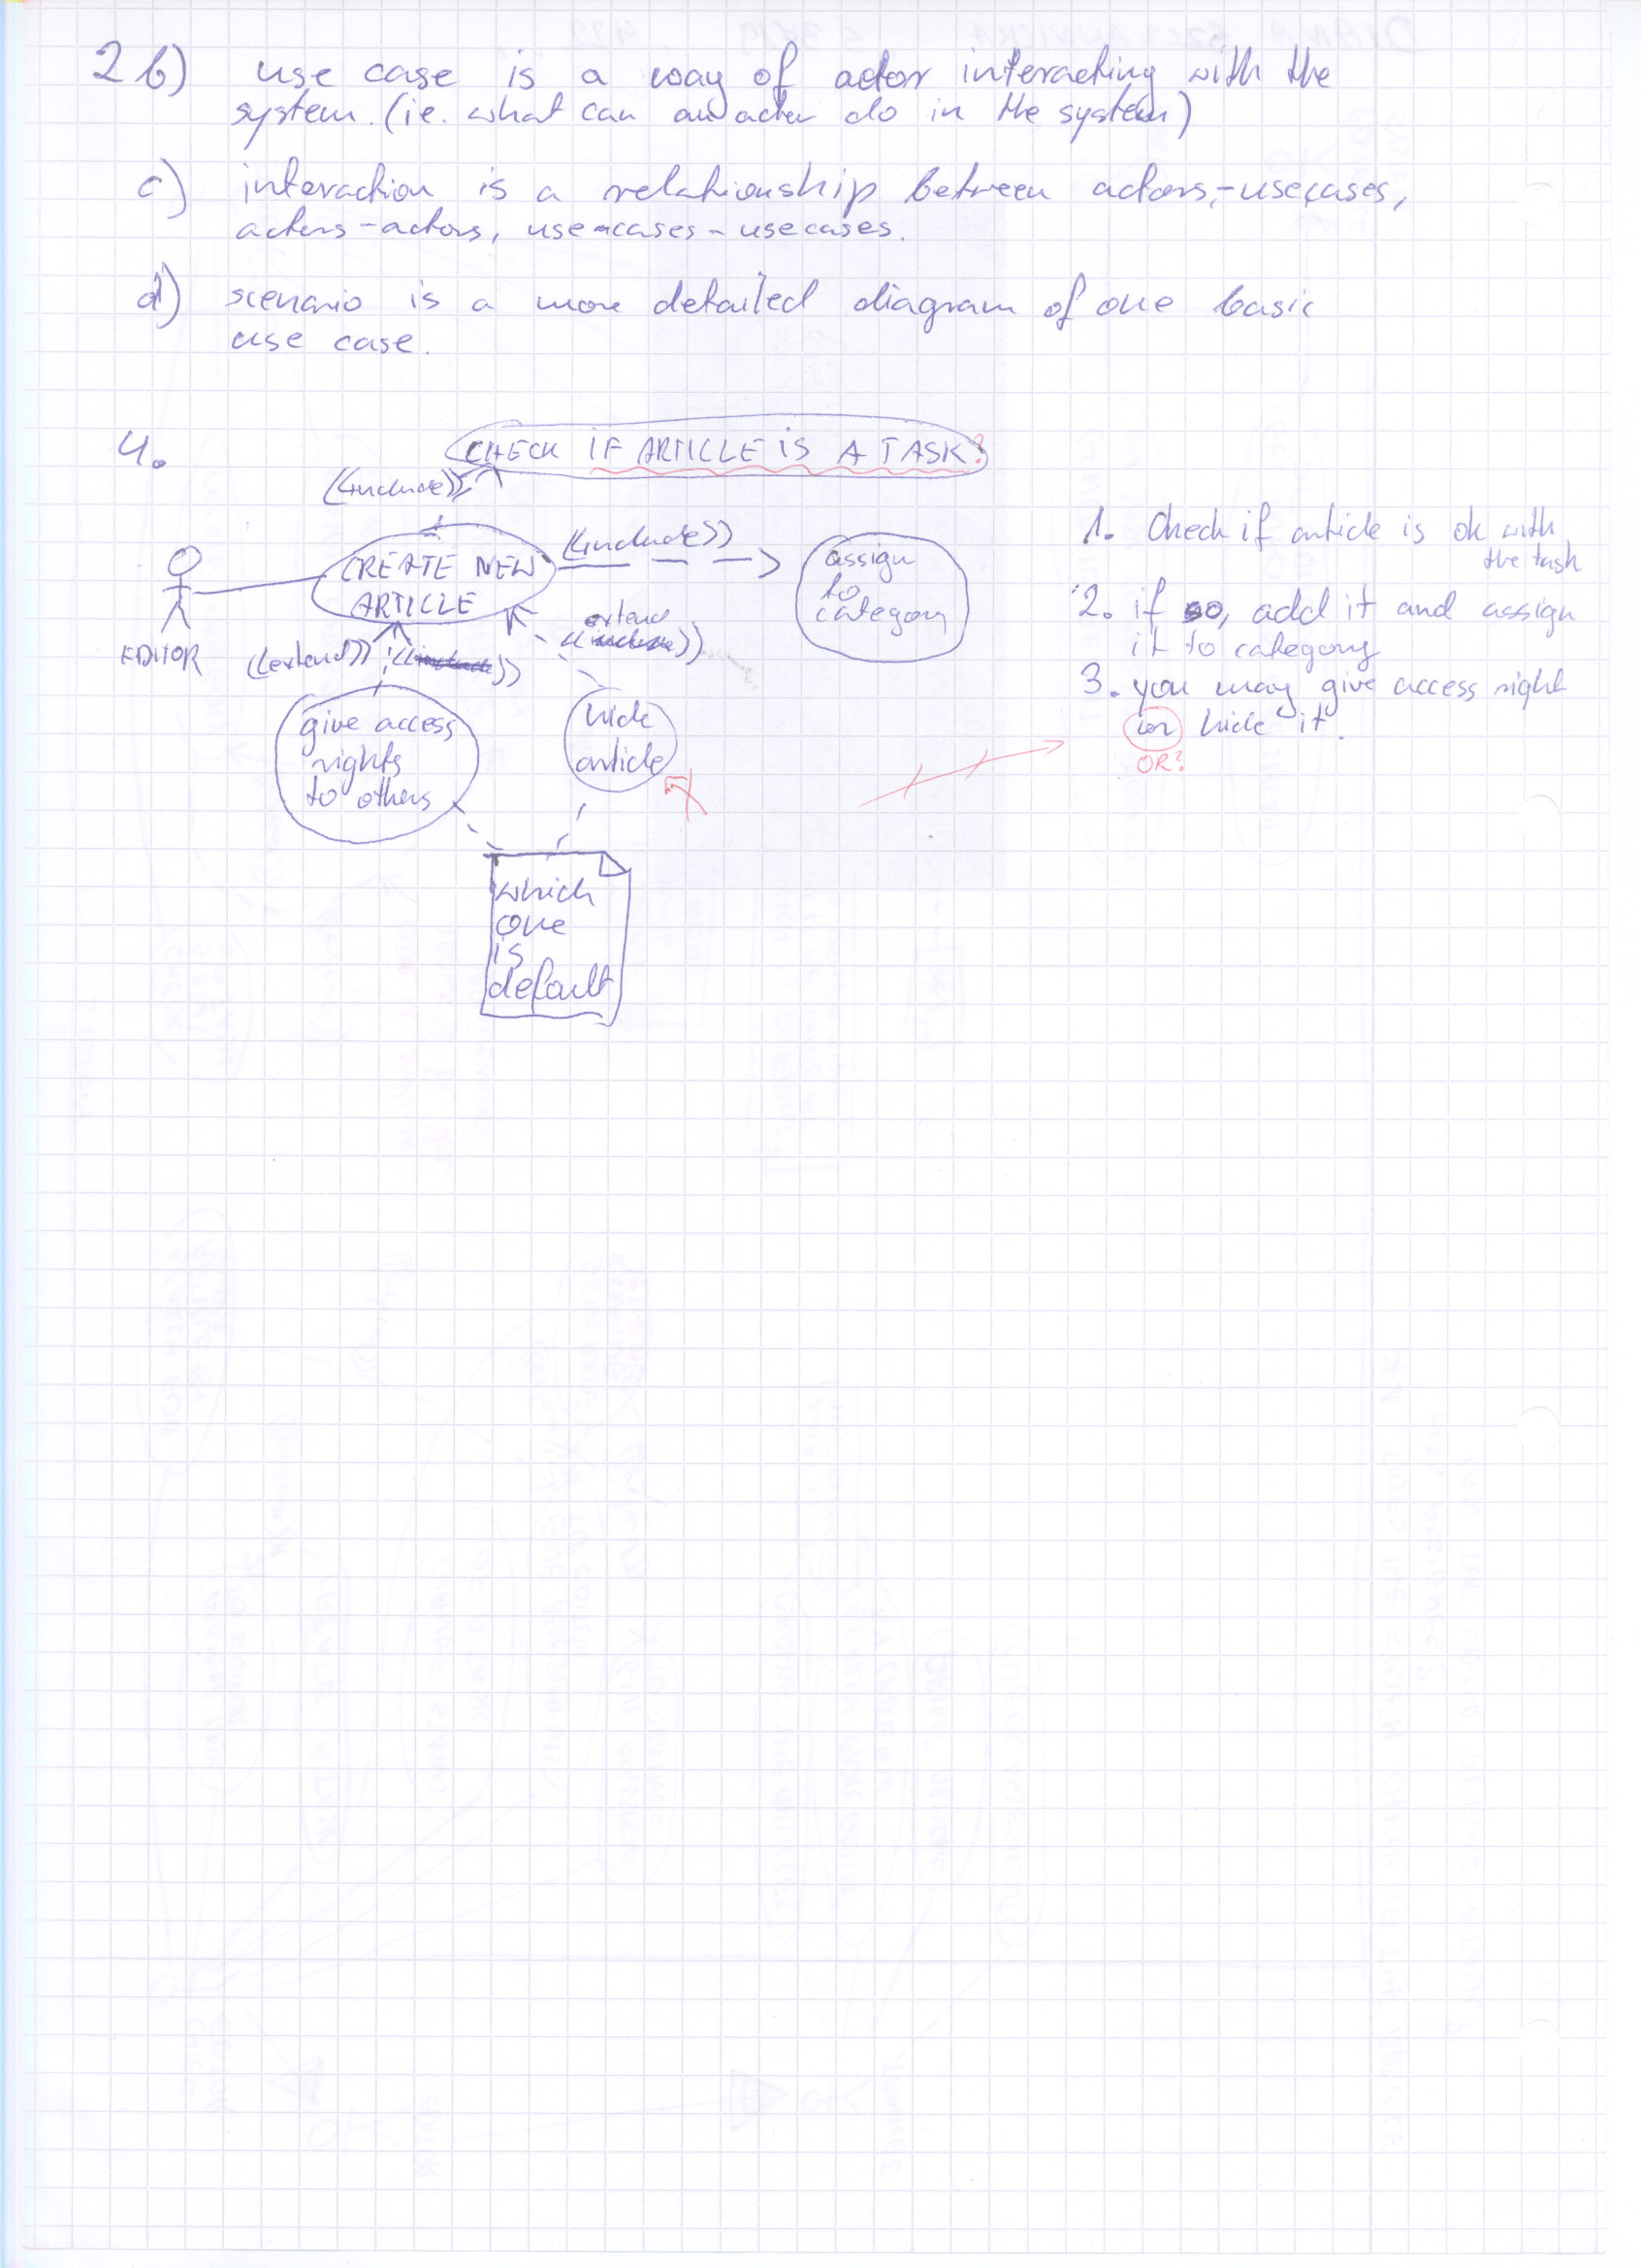 2b) use case is a way of actor interacting with the
system. (ie. what can an actor do in the system)
c) interaction is a relationship between actors-usecases,
actors-actors, use-cases-usecases.
d) scenario is a more detailed diagram of one basic
use case.
4.
CHECK IF ARTICLE IS A TASK?
<<include>>
CREATE NEW
ARTICLE
<<include>>
assign
to
category
EDITOR
<<extend>>
extend
give access
rights
to others
hide
article
which
one
is
default
1. Check if article is ok with
the task
2. if so, add it and assign
it to category
3. you may give access right
or hide it.
OR?